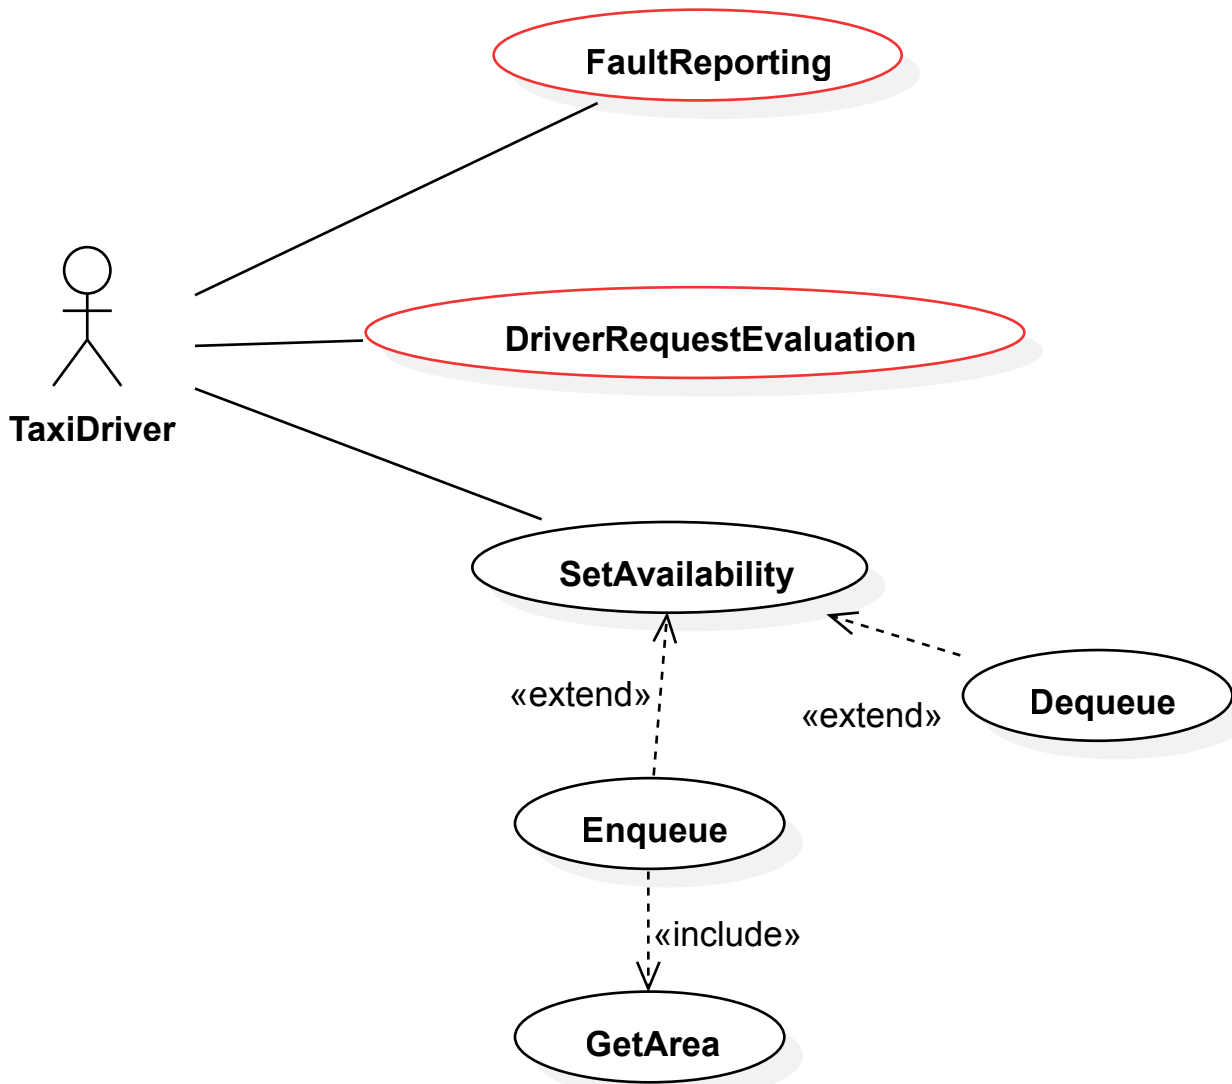 FaultReporting
DriverRequestEvaluation
TaxiDriver
SetAvailability
«extend»
«extend»
Dequeue
Enqueue
«include»
GetArea